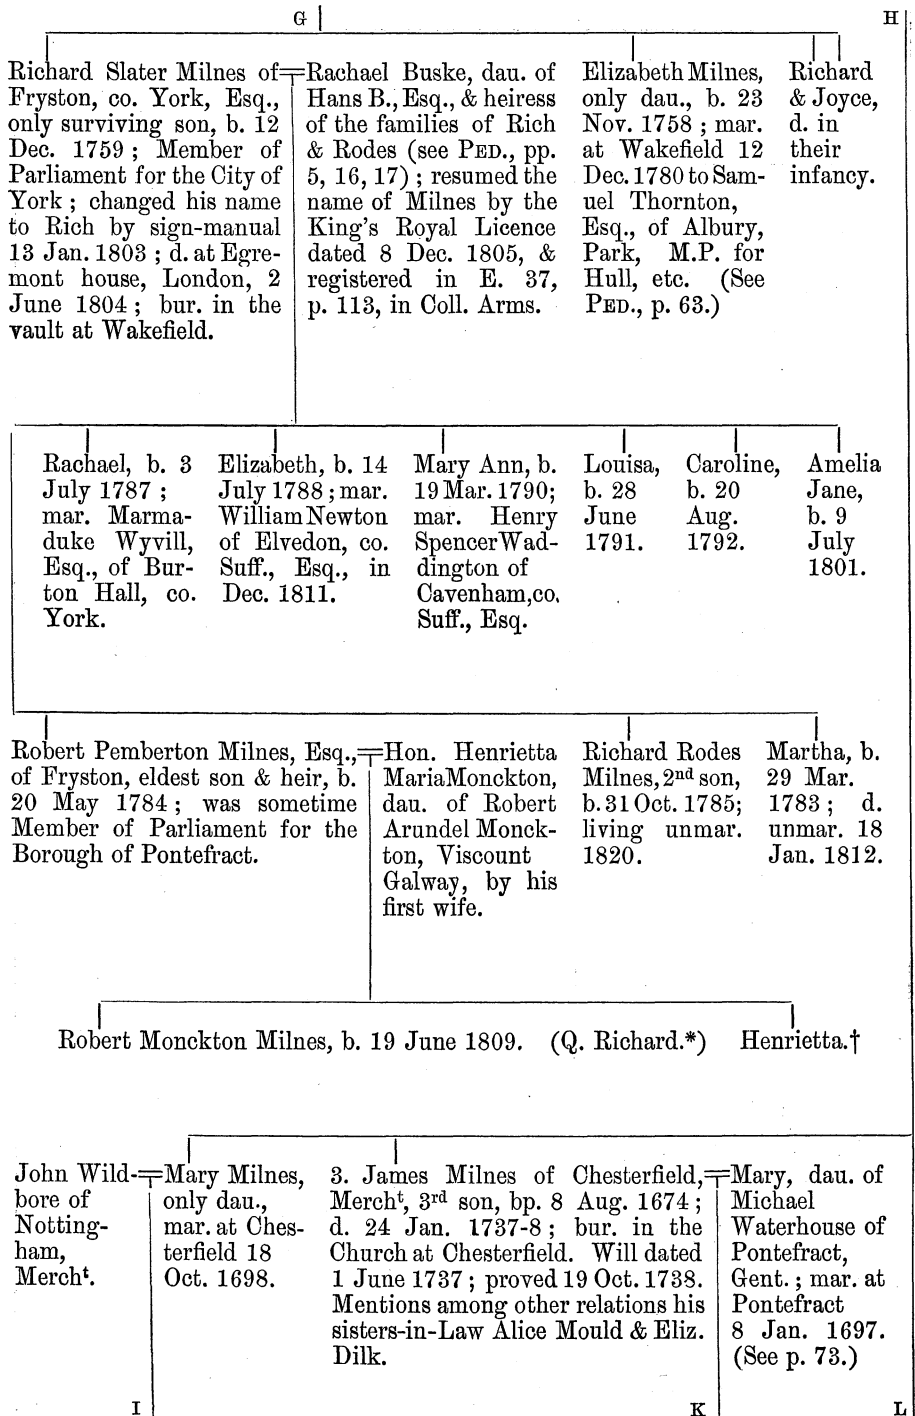 G
H
Richard Slater Milnes of
Fryston, co. York, Esq.,
only surviving son, b. 12
Dec. 1759 ; Member of
Parliament for the City of
York ; changed his name
to Rich by sign-manual
13 Jan. 1803 ; d. at Egre-
mont house, London, 2
June 1804 ; bur. in the
vault at Wakefield.
Rachael Buske, dau. of
Hans B., Esq., & heiress
of the families of Rich
& Rodes (see PED., pp.
5, 16, 17) ; resumed the
name of Milnes by the
King's Royal Licence
dated 8 Dec. 1805, &
registered in E. 37,
p. 113, in Coll. Arms.
Elizabeth Milnes,
only dau., b. 23
Nov. 1758 ; mar.
at Wakefield 12
Dec. 1780 to Sam-
uel Thornton,
Esq., of Albury,
Park, M.P. for
Hull, etc. (See
PED., p. 63.)
Richard
& Joyce,
d. in
their
infancy.
Rachael, b. 3
July 1787 ;
mar. Marma-
duke Wyvill,
Esq., of Bur-
ton Hall, co.
York.
Elizabeth, b. 14
July 1788 ; mar.
William Newton
of Elvedon, co.
Suff., Esq., in
Dec. 1811.
Mary Ann, b.
19 Mar. 1790;
mar. Henry
Spencer Wad-
dington of
Cavenham, co.
Suff., Esq.
Louisa,
b. 28
June
1791.
Caroline,
b. 20
Aug.
1792.
Amelia
Jane,
b. 9
July
1801.
Robert Pemberton Milnes, Esq.,
of Fryston, eldest son & heir, b.
20 May 1784 ; was sometime
Member of Parliament for the
Borough of Pontefract.
Hon. Henrietta
Maria Monckton,
dau. of Robert
Arundel Monck-
ton, Viscount
Galway, by his
first wife.
Richard Rodes
Milnes, 2nd son,
b. 31 Oct. 1785;
living unmar.
1820.
Martha, b.
29 Mar.
1783 ; d.
unmar. 18
Jan. 1812.
Robert Monckton Milnes, b. 19 June 1809. (Q. Richard.*)
Henrietta.†
John Wild-
bore of
Notting-
ham,
Mercht.
Mary Milnes,
only dau.,
mar. at Ches-
terfield 18
Oct. 1698.
3. James Milnes of Chesterfield,
Mercht, 3rd son, bp. 8 Aug. 1674 ;
d. 24 Jan. 1737-8 ; bur. in the
Church at Chesterfield. Will dated
1 June 1737 ; proved 19 Oct. 1738.
Mentions among other relations his
sisters-in-Law Alice Mould & Eliz.
Dilk.
Mary, dau. of
Michael
Waterhouse of
Pontefract,
Gent. ; mar. at
Pontefract
8 Jan. 1697.
(See p. 73.)
I
K
L